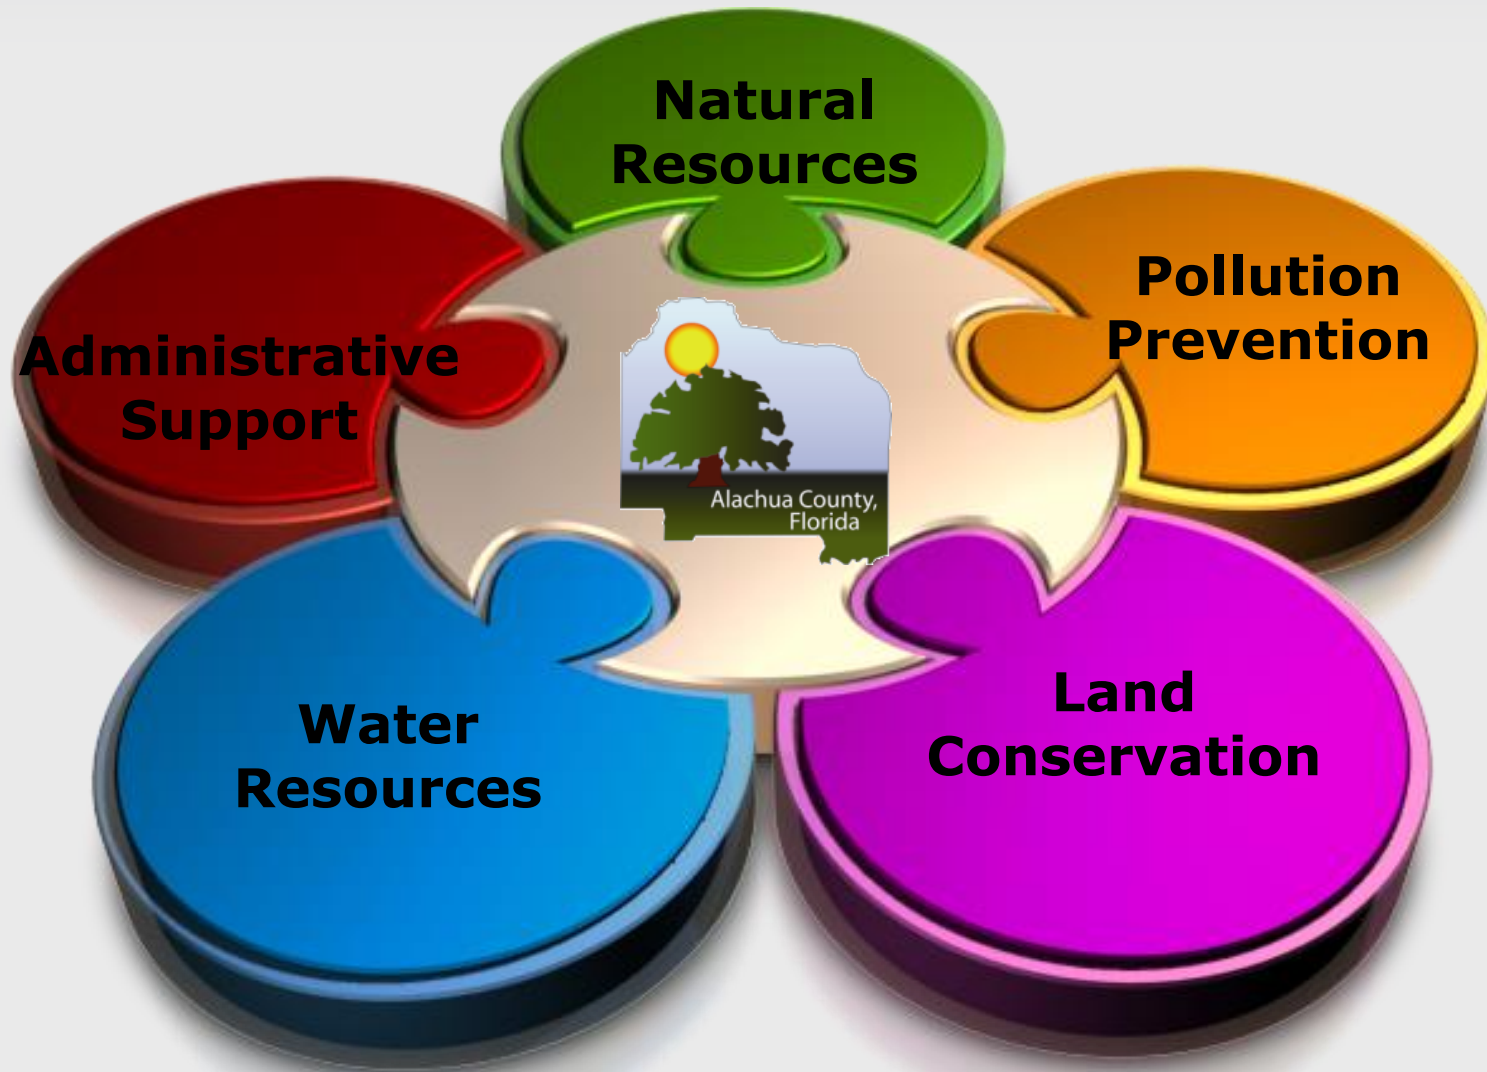 Natural
Resources
Pollution
Prevention
Administrative
Support
Alachua County,
Florida
Land
Conservation
Water
Resources